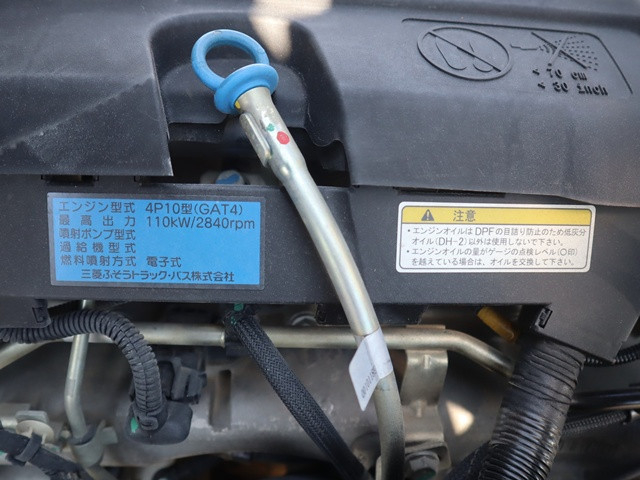 < 70 cm
< 30 inch
エンジン型式 4P10型(GAT4)
最高出力 110kW/2840rpm
噴射ポンプ型式
過給機型式
燃料噴射方式 電子式
三菱ふそうトラック・バス株式会社
注意
・エンジンオイルはDPFの目詰り防止のため低灰分
オイル(DH-2)以外は使用しないで下さい。
・エンジンオイルの量がゲージの点検レベル(○印)
を越えている場合は、オイルを交換して下さい。